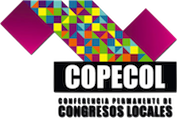 COPECOL
CONFERENCIA PERMANENTE DE
CONGRESOS LOCALES